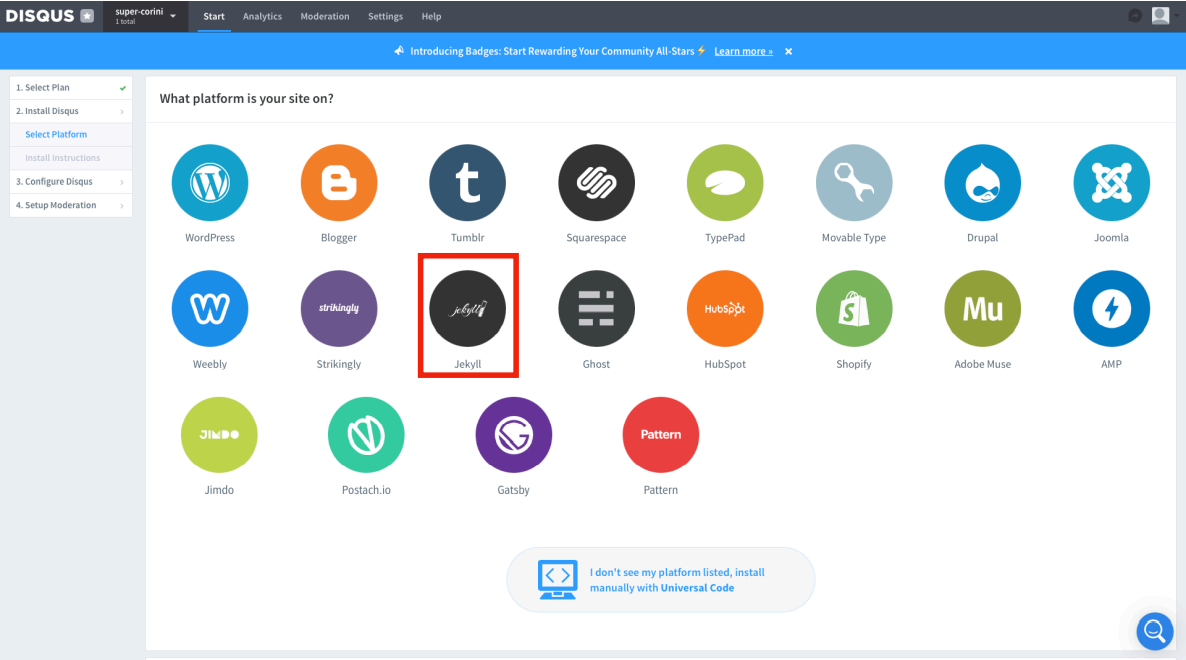 DISQUS
super-corini
1 total
Start
Analytics
Moderation
Settings
Help
Introducing Badges: Start Rewarding Your Community All-Stars⚡ Learn more » ×
1. Select Plan
2. Install Disqus
Select Platform
Install Instructions
3. Configure Disqus
4. Setup Moderation
What platform is your site on?
WordPress
Blogger
Tumblr
Squarespace
TypePad
Movable Type
Drupal
Joomla
strikingly
jekyll
HubSpot
Mu
Weebly
Strikingly
Jekyll
Ghost
HubSpot
Shopify
Adobe Muse
AMP
JIMDO
Pattern
Jimdo
Postach.io
Gatsby
Pattern
I don't see my platform listed, install
manually with Universal Code